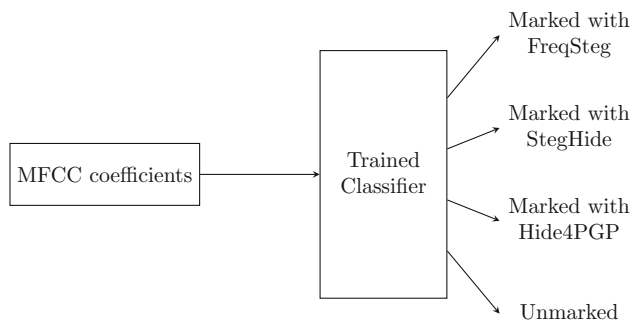 MFCC coefficients
Trained
Classifier
Marked with
FreqSteg
Marked with
StegHide
Marked with
Hide4PGP
Unmarked